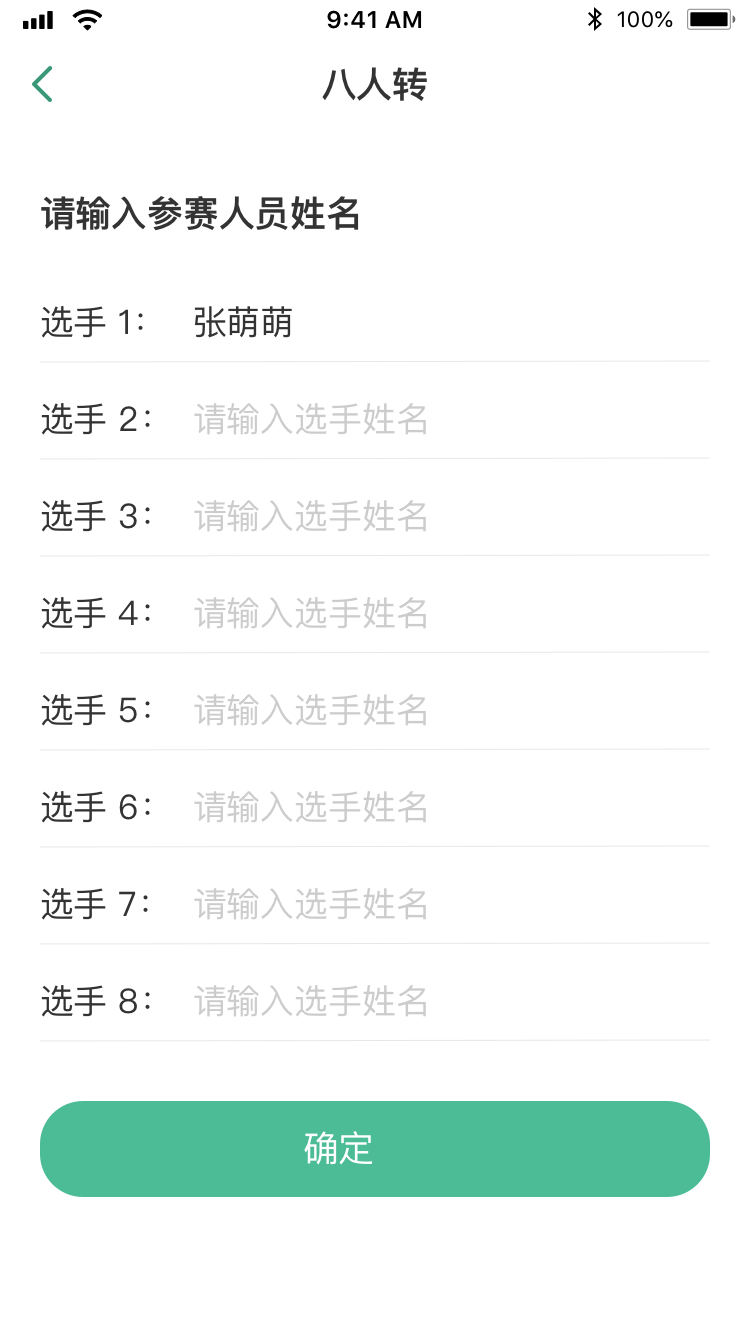 9:41 AM
100%
八人转
请输入参赛人员姓名
选手 1: 张萌萌
选手 2: 请输入选手姓名
选手 3: 请输入选手姓名
选手 4: 请输入选手姓名
选手 5: 请输入选手姓名
选手 6: 请输入选手姓名
选手 7: 请输入选手姓名
选手 8: 请输入选手姓名
确定